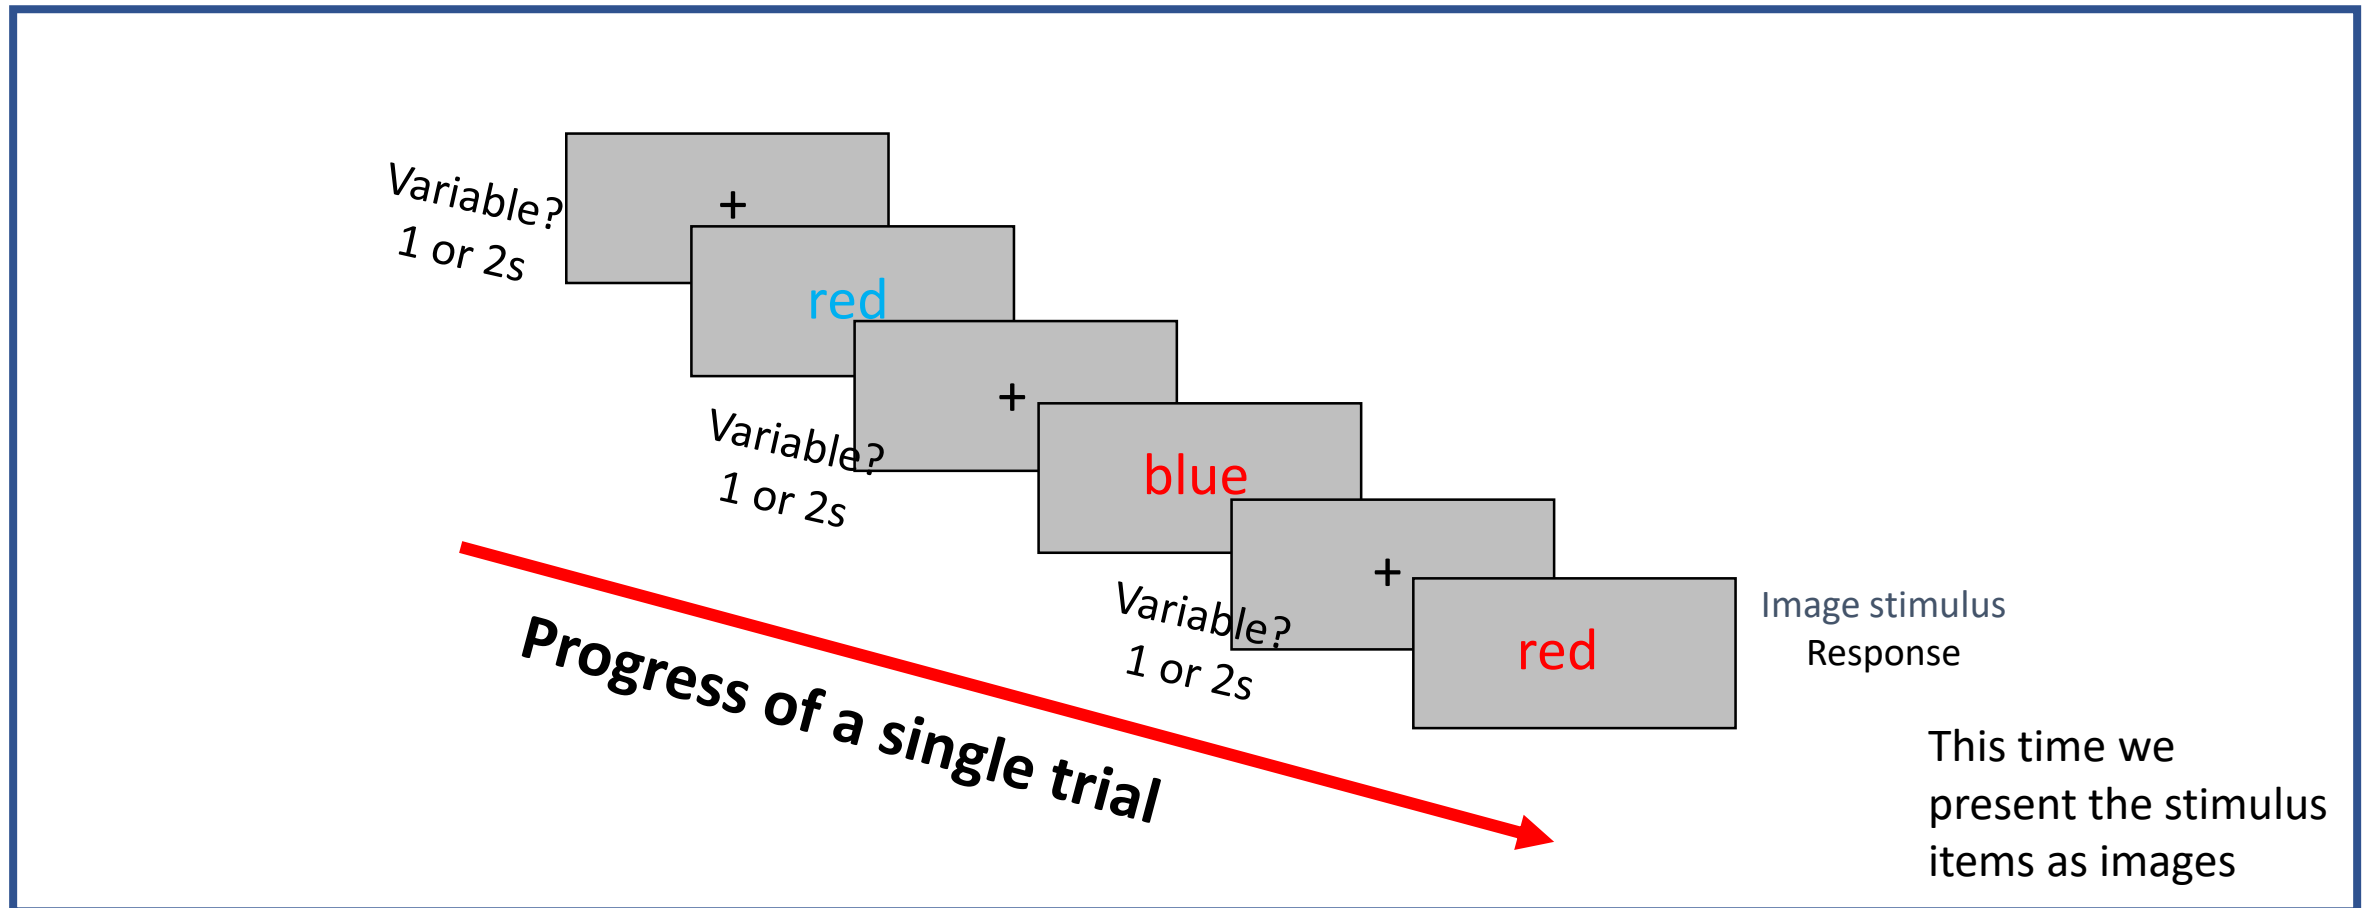 +
Variable?
1 or 2s
red
+
Variable?
1 or 2s
blue
+
Variable?
1 or 2s
red
Image stimulus
Response
Progress of a single trial
This time we
present the stimulus
items as images